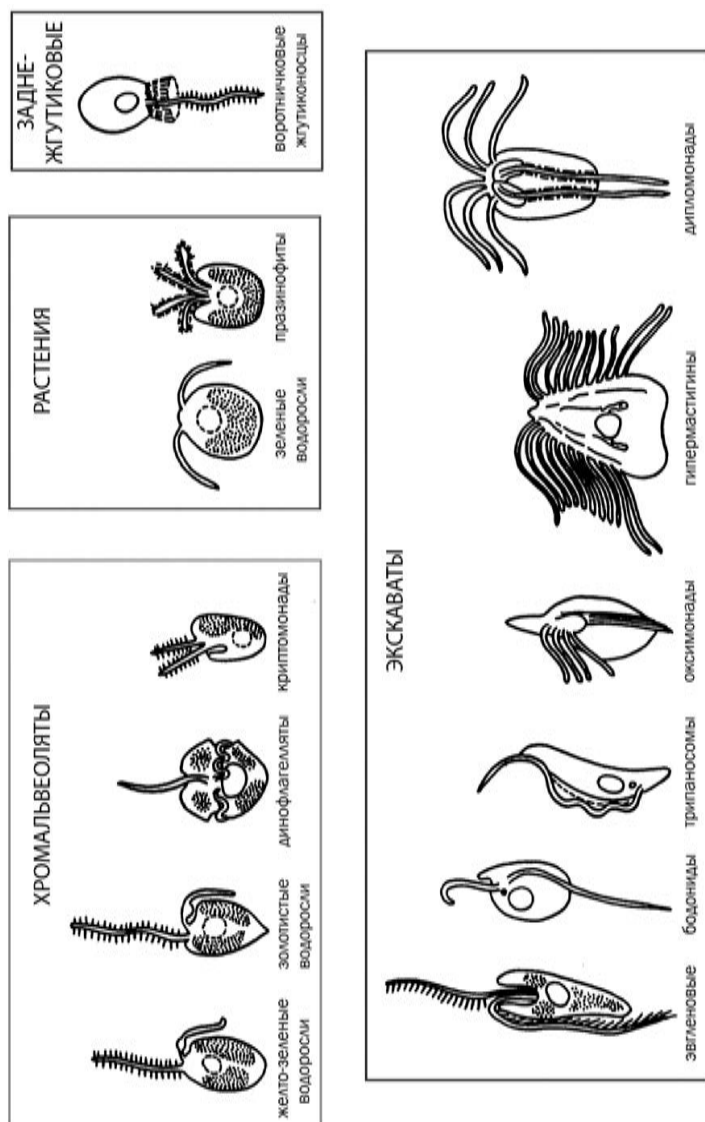 ХРОМАЛЬВЕОЛЯТЫ
желто-зеленые
водоросли
золотистые
водоросли
динофлагелляты
криптомонады
РАСТЕНИЯ
зеленые
водоросли
празинофиты
ЗАДНЕ-
ЖГУТИКОВЫЕ
воротничковые
жгутиконосцы
ЭКСКАВАТЫ
эвгленовые
бодониды
трипаносомы
оксимонады
гипермастигины
дипломонады